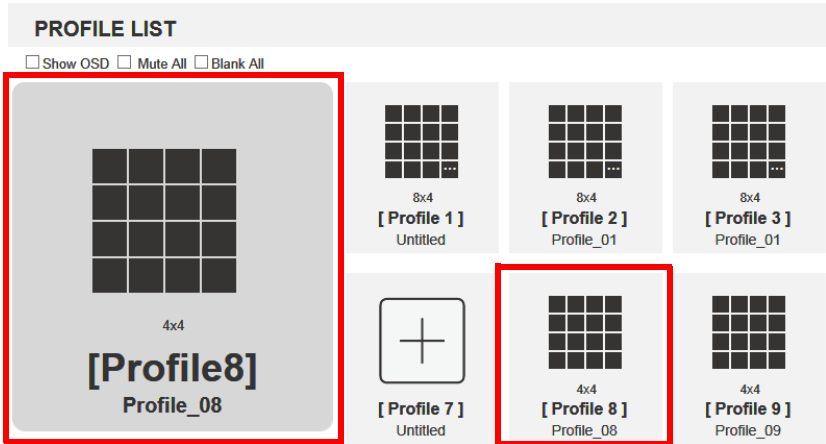 PROFILE LIST
Show OSD Mute All Blank All
4x4
[Profile8]
Profile_08
8x4
[ Profile 1 ]
Untitled
8x4
[ Profile 2 ]
Profile_01
8x4
[ Profile 3 ]
Profile_01
[ Profile 7 ]
Untitled
4x4
[ Profile 8 ]
Profile_08
4x4
[ Profile 9 ]
Profile_09